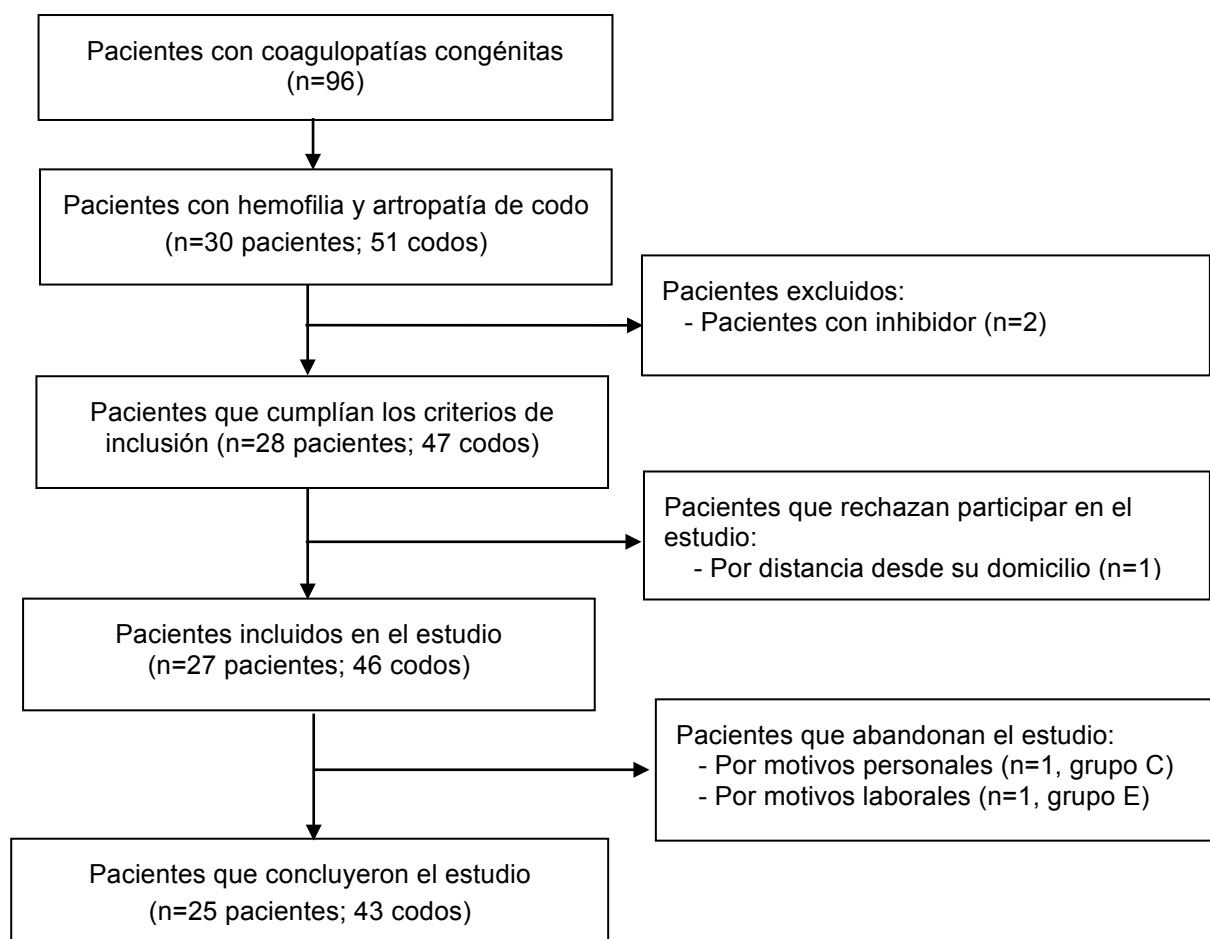 Pacientes con coagulopatías congénitas
(n=96)
Pacientes con hemofilia y artropatía de codo
(n=30 pacientes; 51 codos)
Pacientes excluidos:
- Pacientes con inhibidor (n=2)
Pacientes que cumplían los criterios de
inclusión (n=28 pacientes; 47 codos)
Pacientes que rechazan participar en el
estudio:
- Por distancia desde su domicilio (n=1)
Pacientes incluidos en el estudio
(n=27 pacientes; 46 codos)
Pacientes que abandonan el estudio:
- Por motivos personales (n=1, grupo C)
- Por motivos laborales (n=1, grupo E)
Pacientes que concluyeron el estudio
(n=25 pacientes; 43 codos)